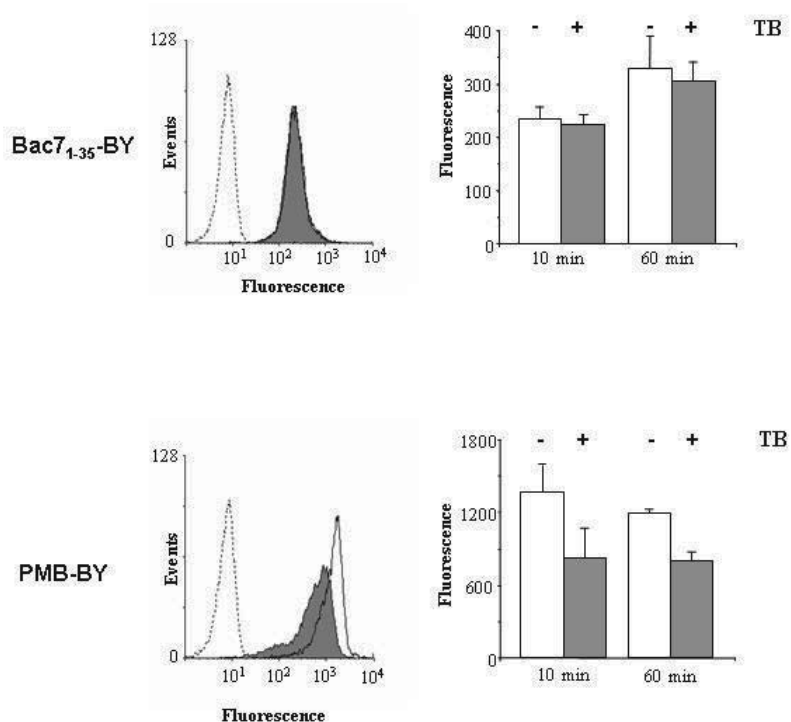 128
Events
0
10¹ 10² 10³ 10⁴
Fluorescence
Bac7₁₋₃₅-BY
400
300
200
100
0
Fluorescence
- + - + TB
10 min 60 min
128
Events
0
10¹ 10² 10³ 10⁴
Fluorescence
PMB-BY
1800
1200
600
0
Fluorescence
- + - + TB
10 min 60 min